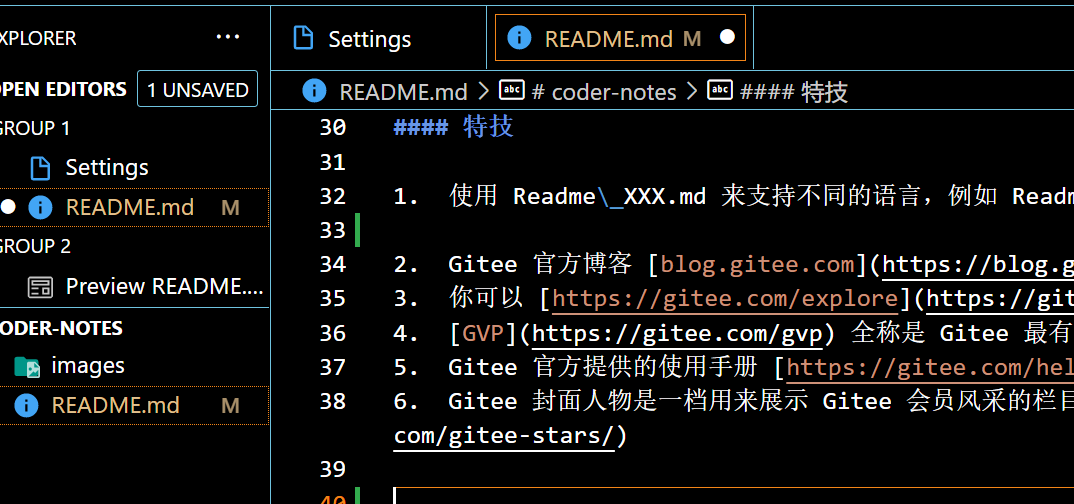 EXPLORER
OPEN EDITORS 1 UNSAVED
GROUP 1
Settings
README.md M
GROUP 2
Preview README....
CODER-NOTES
images
README.md M
Settings README.md M
README.md > # coder-notes > #### 特技
30 #### 特技
31
32 1. 使用 Readme\_XXX.md 来支持不同的语言，例如
33
34 2. Gitee 官方博客 [blog.gitee.com](https://blog.g
35 3. 你可以 [https://gitee.com/explore](https://git
36 4. [GVP](https://gitee.com/gvp) 全称是 Gitee 最有
37 5. Gitee 官方提供的使用手册 [https://gitee.com/hel
38 6. Gitee 封面人物是一档用来展示 Gitee 会员风采的栏目
com/gitee-stars/)
39
40